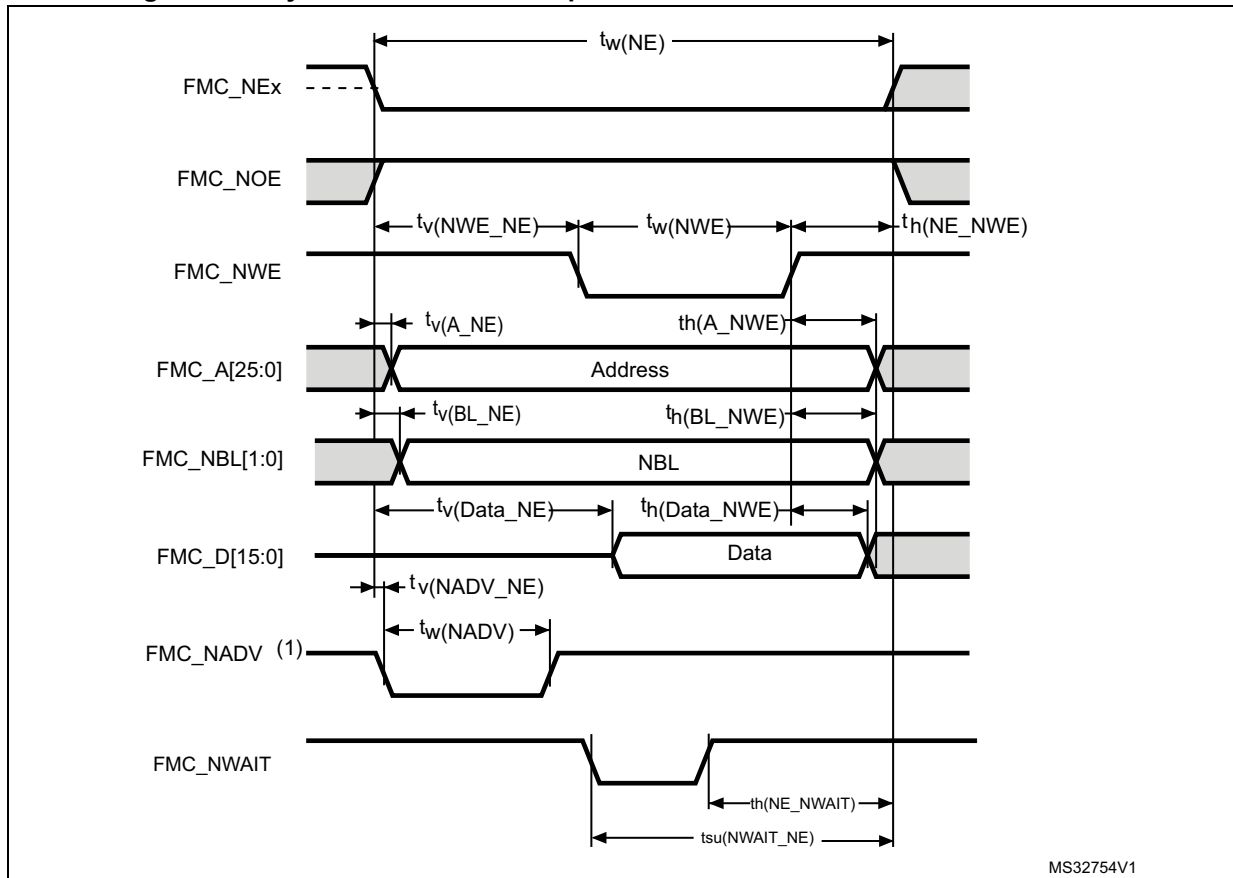 tw(NE)
FMC_NEx
FMC_NOE
tv(NWE_NE) tw(NWE) th(NE_NWE)
FMC_NWE
tv(A_NE) th(A_NWE)
FMC_A[25:0] Address
tv(BL_NE) th(BL_NWE)
FMC_NBL[1:0] NBL
tv(Data_NE) th(Data_NWE)
FMC_D[15:0] Data
tv(NADV_NE)
tw(NADV)
FMC_NADV (1)
FMC_NWAIT
th(NE_NWAIT)
tsu(NWAIT_NE)
MS32754V1